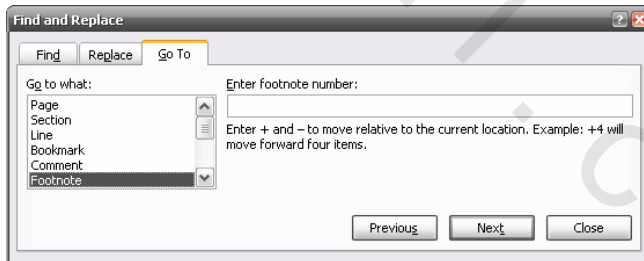 Find and Replace
Find Replace Go To
Go to what:
Page
Section
Line
Bookmark
Comment
Footnote
Enter footnote number:
Enter + and – to move relative to the current location. Example: +4 will
move forward four items.
Previous Next Close